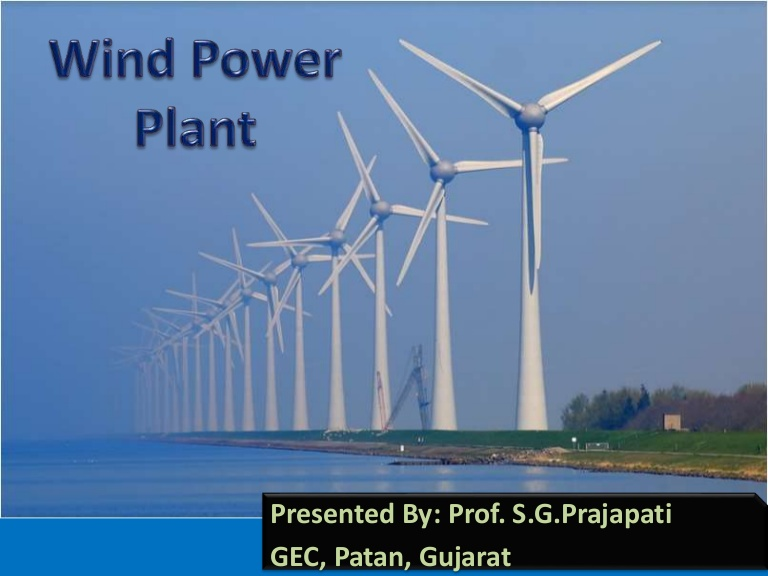 Wind Power
Plant
Presented By: Prof. S.G.Prajapati
GEC, Patan, Gujarat